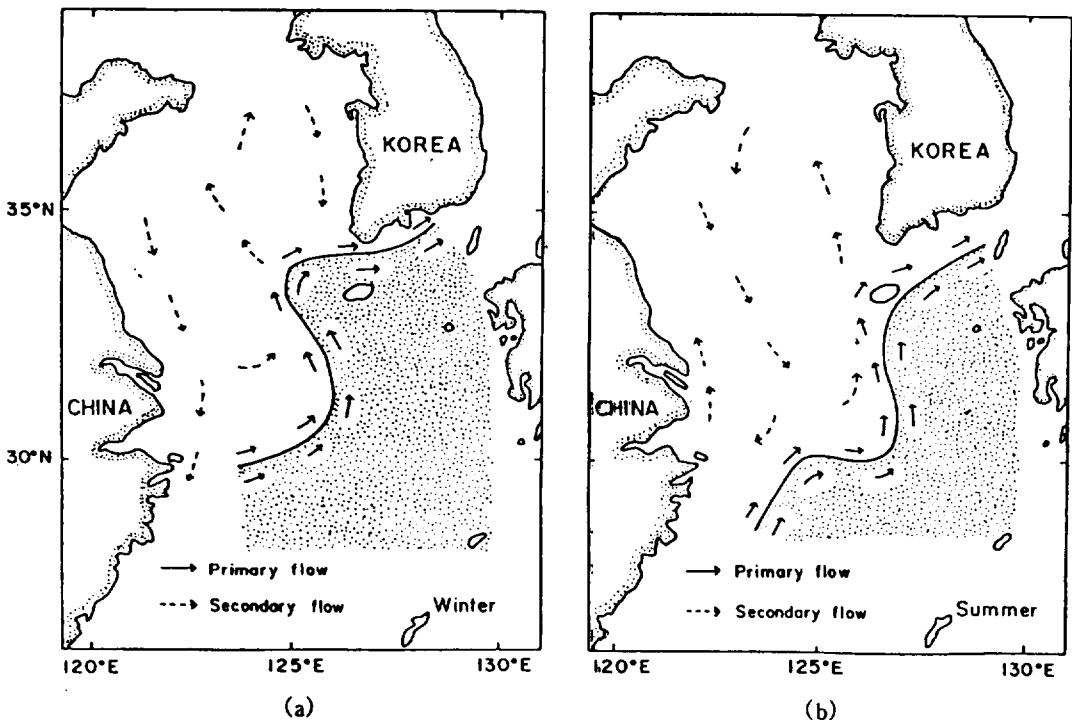 KOREA
35°N
CHINA
30°N
Primary flow
Secondary flow
Winter
120°E
125°E
130°E
(a)
KOREA
CHINA
Primary flow
Secondary flow
Summer
120°E
125°E
130°E
(b)